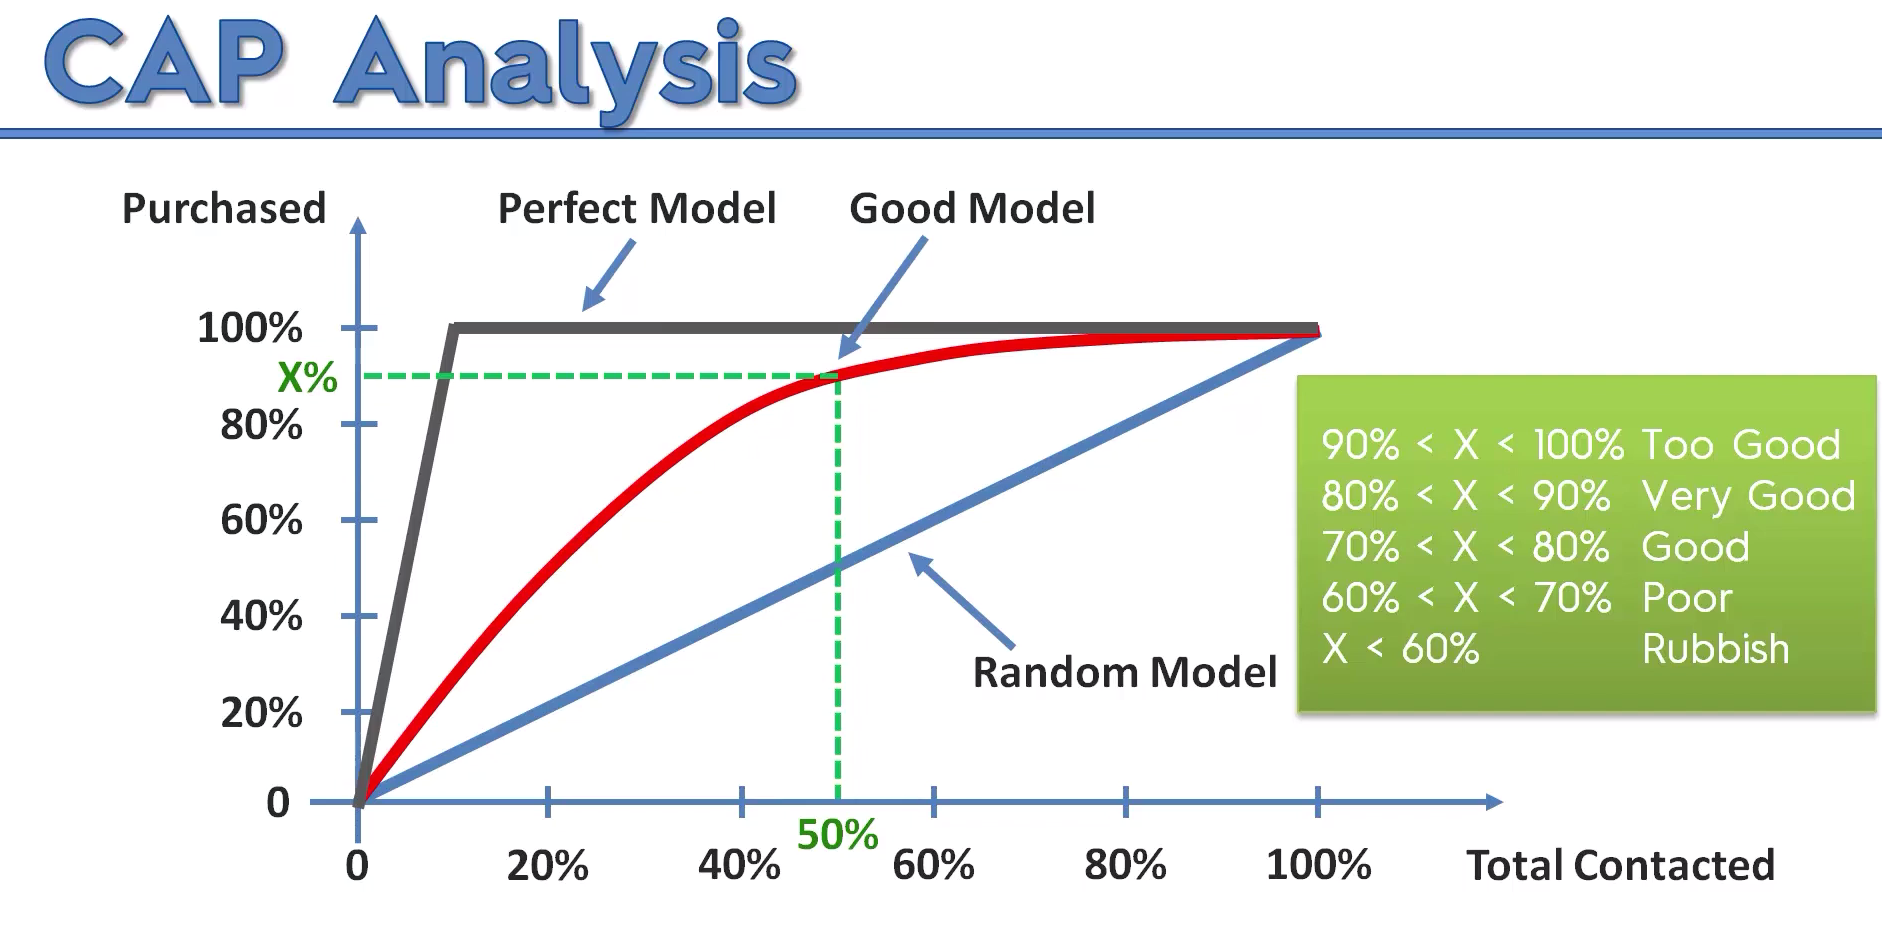 CAP Analysis
Purchased
Perfect Model
Good Model
100%
X%
80%
60%
40%
20%
0
90% < X < 100% Too Good
80% < X < 90% Very Good
70% < X < 80% Good
60% < X < 70% Poor
X < 60% Rubbish
Random Model
50%
0 20% 40% 60% 80% 100% Total Contacted